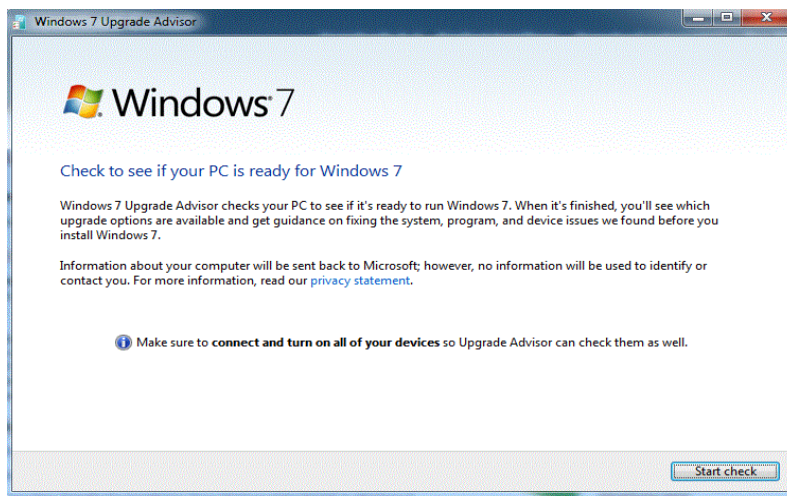 Windows 7 Upgrade Advisor
Windows 7
Check to see if your PC is ready for Windows 7
Windows 7 Upgrade Advisor checks your PC to see if it's ready to run Windows 7. When it's finished, you'll see which
upgrade options are available and get guidance on fixing the system, program, and device issues we found before you
install Windows 7.
Information about your computer will be sent back to Microsoft; however, no information will be used to identify or
contact you. For more information, read our privacy statement.
Make sure to connect and turn on all of your devices so Upgrade Advisor can check them as well.
Start check